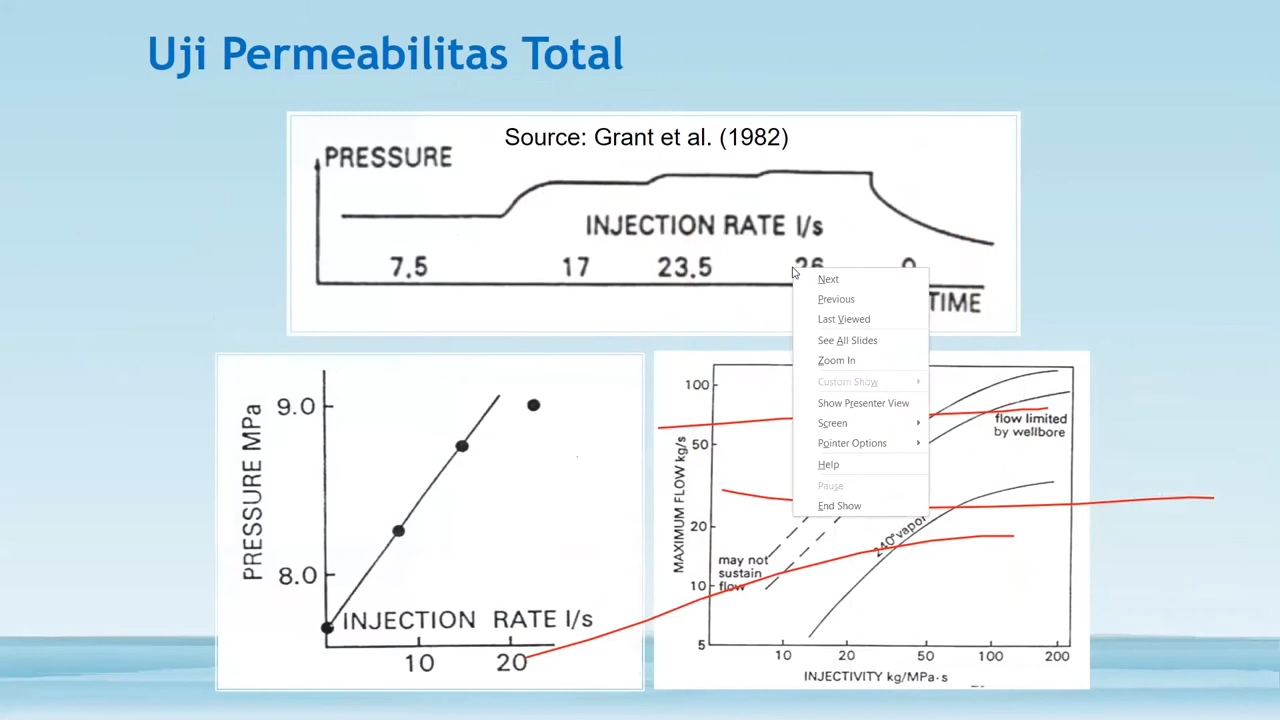 Uji Permeabilitas Total
Source: Grant et al. (1982)
PRESSURE
INJECTION RATE l/s
7.5 17 23.5 26
TIME
Next
Previous
Last Viewed
See All Slides
Zoom In
Custom Show
Show Presenter View
Screen
Pointer Options
Help
Pause
End Show
PRESSURE MPa
9.0
8.0
INJECTION RATE l/s
10 20
MAXIMUM FLOW kg/s
100
50
20
10
5
flow limited
by wellbore
240° vapor
may not
sustain
flow
10 20 50 100 200
INJECTIVITY kg/MPa·s